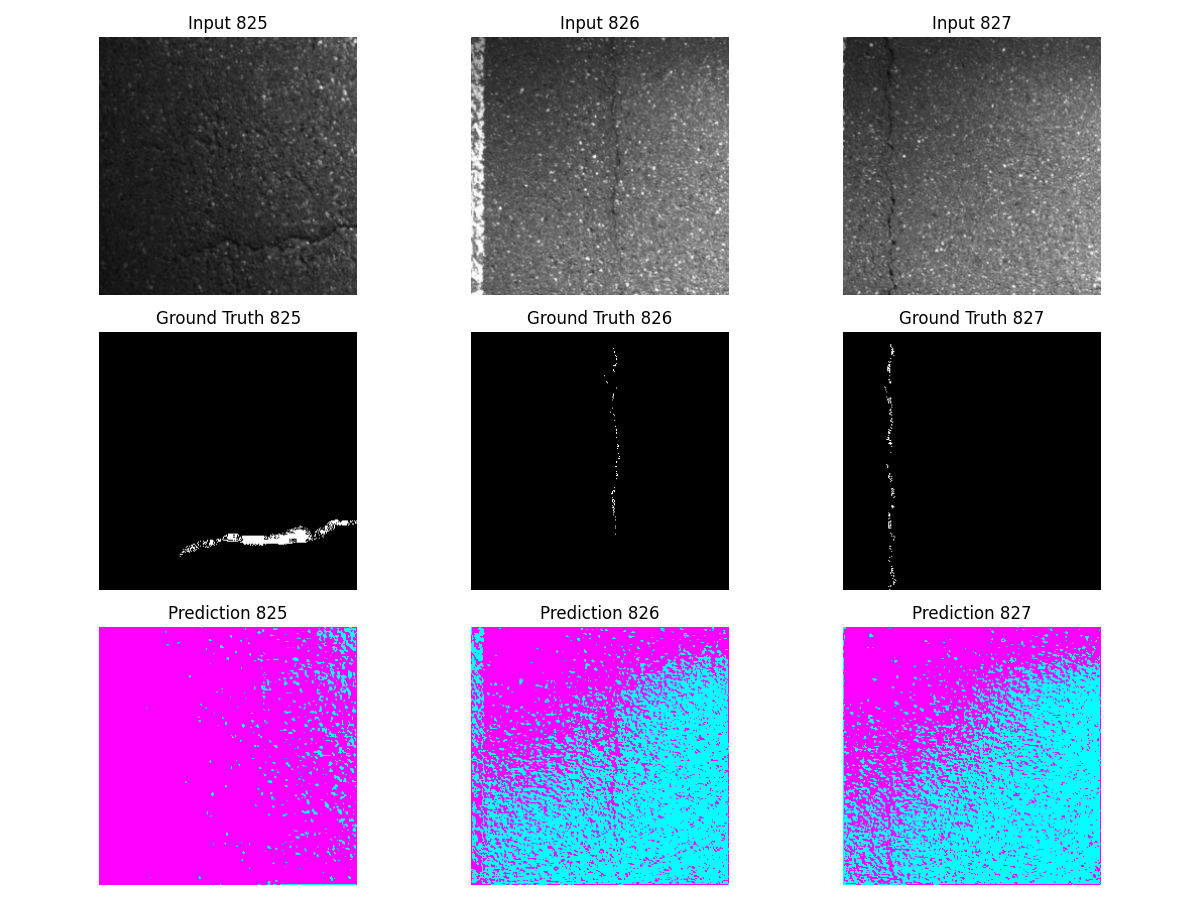 Input 825
Input 826
Input 827
Ground Truth 825
Ground Truth 826
Ground Truth 827
Prediction 825
Prediction 826
Prediction 827